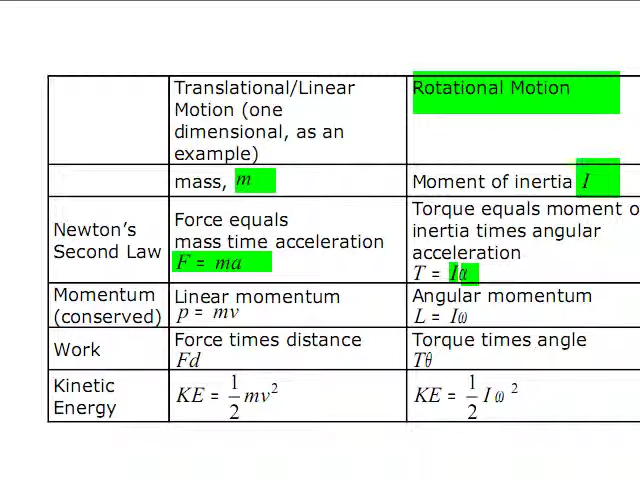 Translational/Linear
Motion (one
dimensional, as an
example)
Rotational Motion
mass, m
Moment of inertia I
Newton's
Second Law
Force equals
mass time acceleration
F = ma
Torque equals moment o
inertia times angular
acceleration
T = Iα
Momentum
(conserved)
Linear momentum
p = mv
Angular momentum
L = Iω
Work
Force times distance
Fd
Torque times angle
Tθ
Kinetic
Energy
KE = 1/2 mv²
KE = 1/2 I ω ²